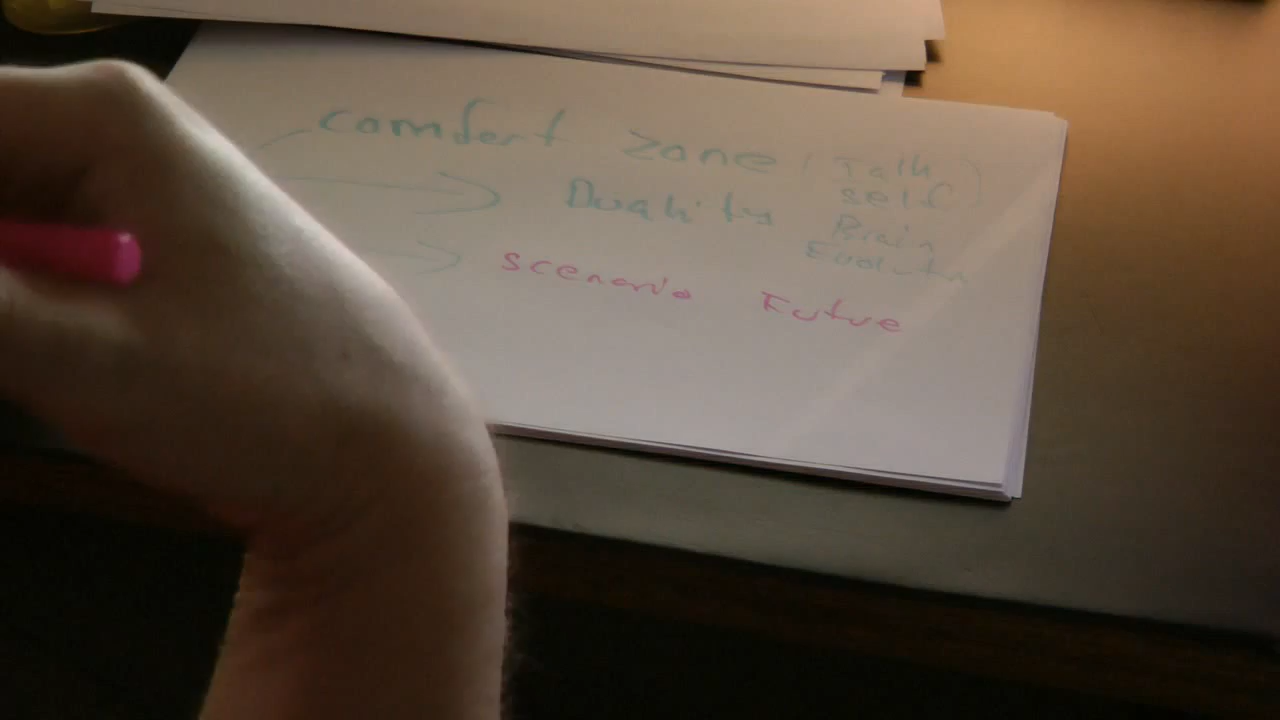 comfort zone (Talk
self)
Duality Brain
Evolution
scenario Future